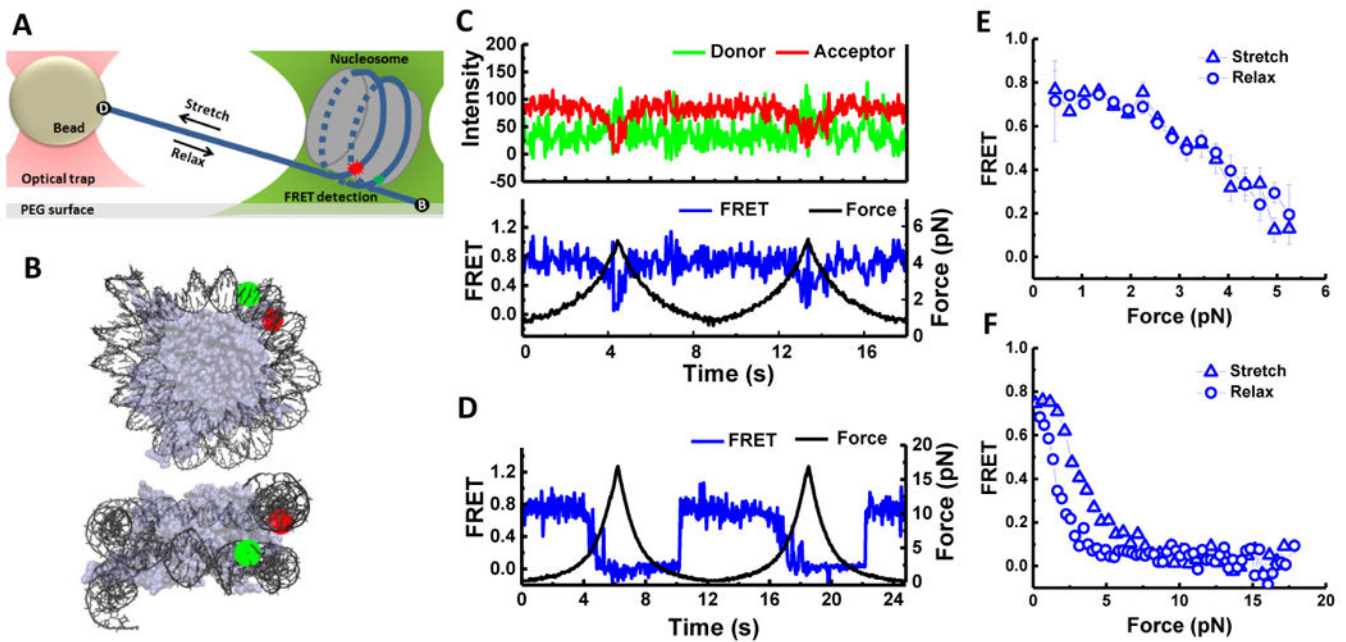 A
Nucleosome
D
Bead
Stretch
Relax
Optical trap
FRET detection
PEG surface
B
B
C
Donor Acceptor
Intensity
200
150
100
50
0
-50
FRET Force
FRET
1.2
0.8
0.4
0.0
Force (pN)
6
5
4
3
2
1
0
0 4 8 12 16
Time (s)
D
FRET Force
FRET
1.2
0.8
0.4
0.0
Force (pN)
20
15
10
5
0
0 4 8 12 16 20 24
Time (s)
E
Stretch
Relax
FRET
1.0
0.8
0.6
0.4
0.2
0.0
0 1 2 3 4 5 6
Force (pN)
F
Stretch
Relax
FRET
1.0
0.8
0.6
0.4
0.2
0.0
0 5 10 15 20
Force (pN)